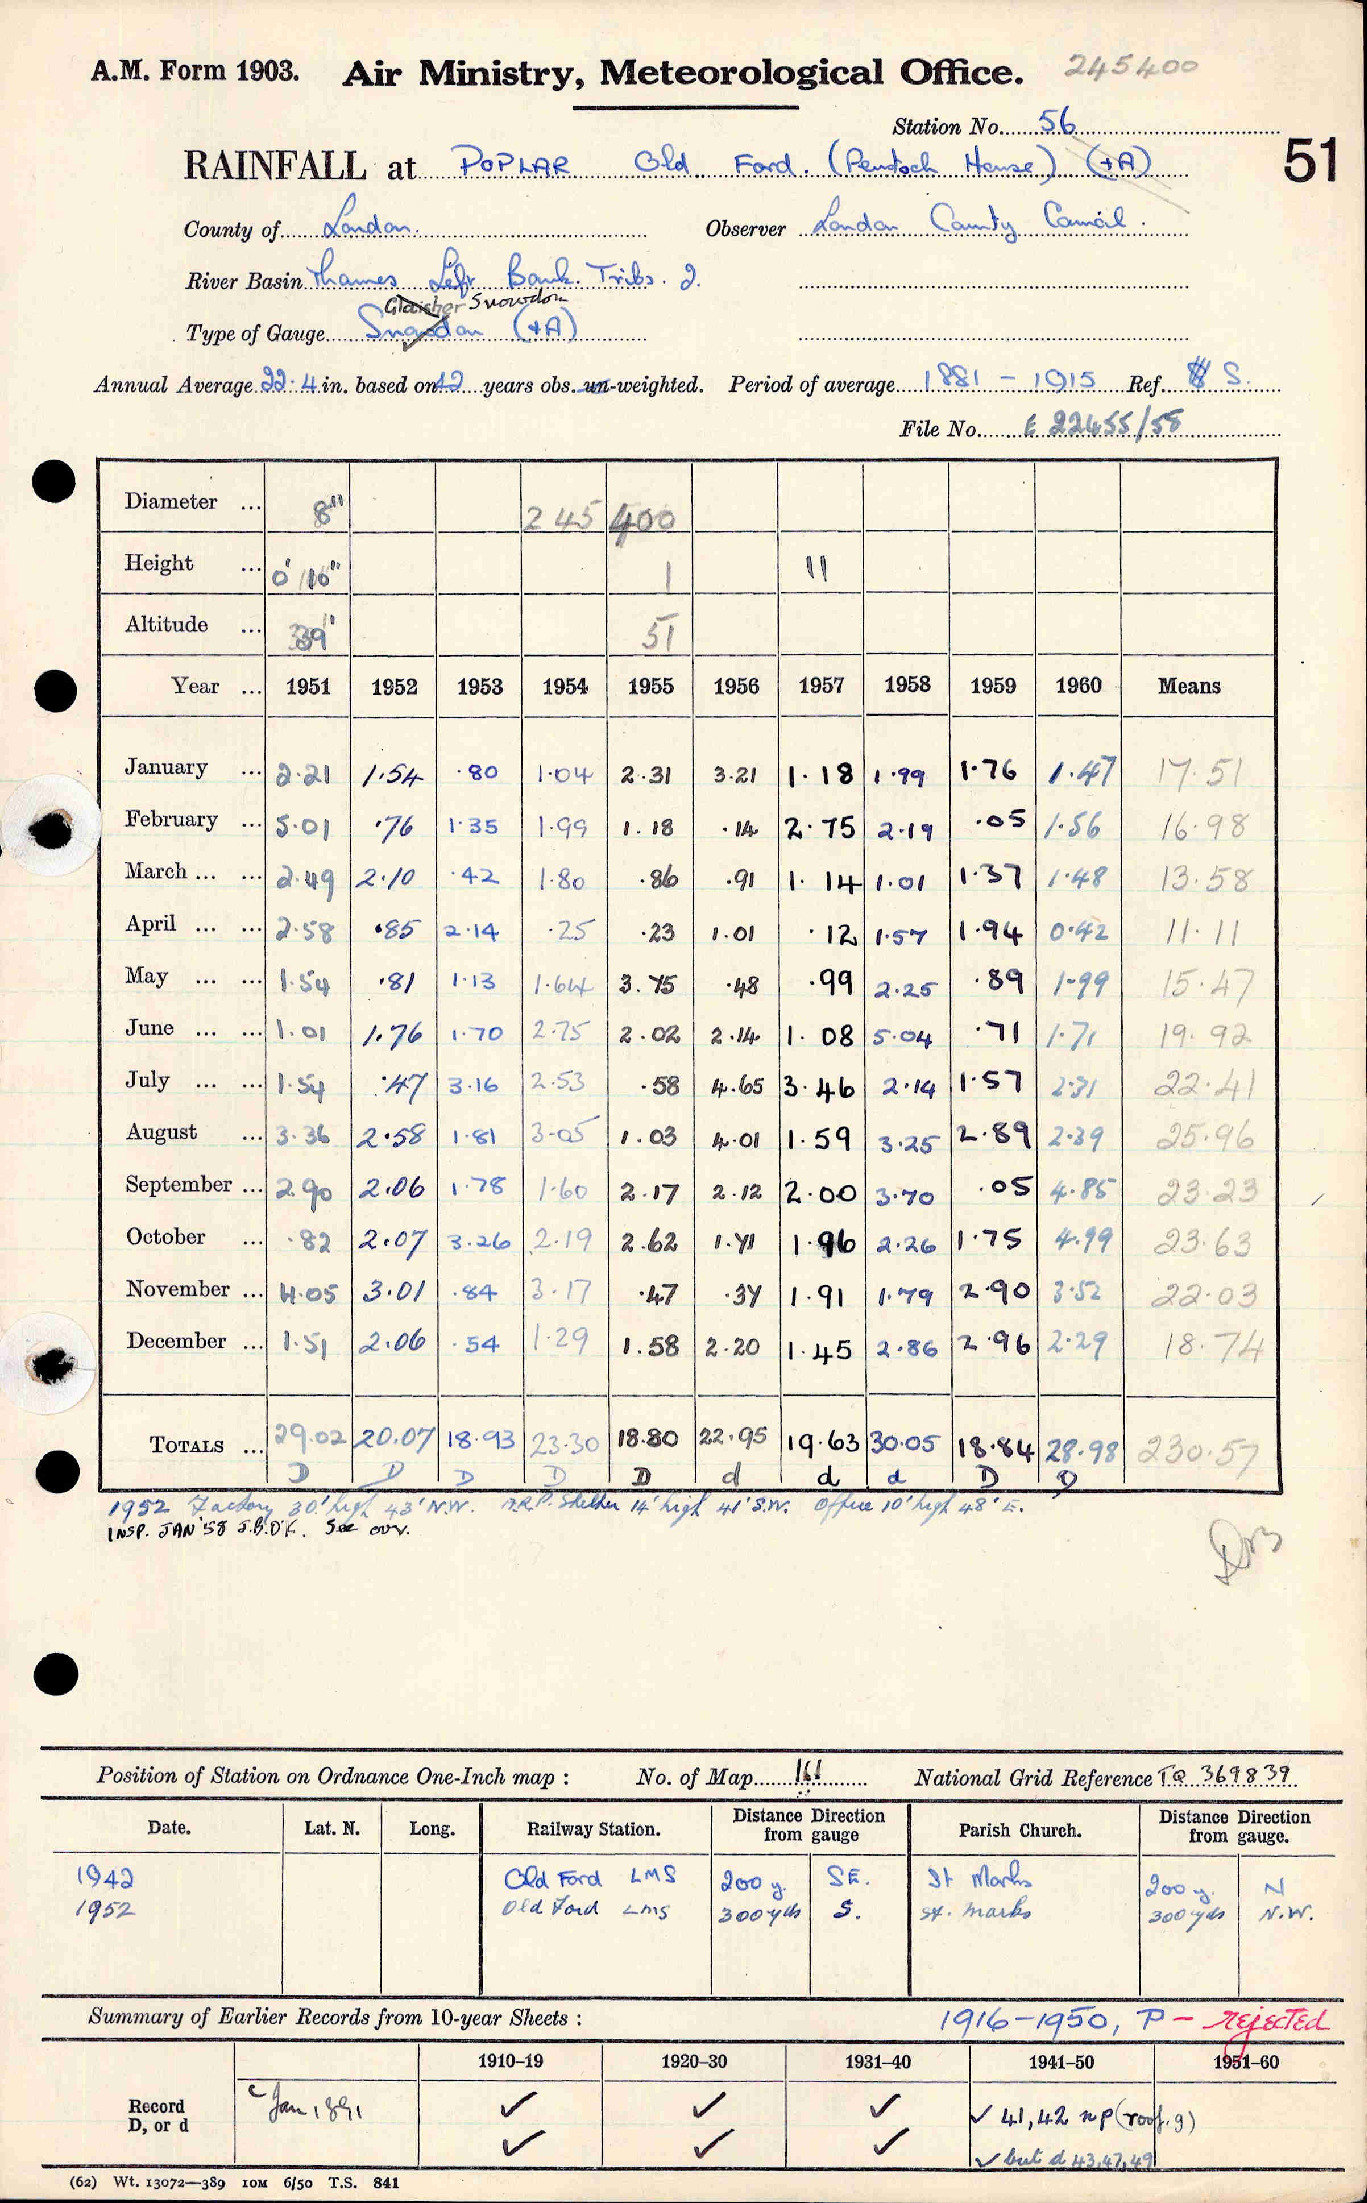 A.M. Form 1903. Air Ministry, Meteorological Office. 245400
Station No. 56
51
RAINFALL at POPLAR Old Ford. (Pentoch House) (+A)
County of London. Observer London County Council.
River Basin Thames Left Bank. Tribs. 2.
Glaisher Snowdon
Type of Gauge Snowdon (+A)
Annual Average 22.4 in. based on 42 years obs. un-weighted. Period of average 1881 - 1915 Ref. S.
File No. E 22455/58
Diameter ... 8" 245 400
Height ... 0' 10" 1 11
Altitude ... 39' 51
Year ... 1951 1952 1953 1954 1955 1956 1957 1958 1959 1960 Means
January ... 2.21 1.54 .80 1.04 2.31 3.21 1.18 1.99 1.76 1.47 17.51
February ... 5.01 .76 1.35 1.99 1.18 .14 2.75 2.19 .05 1.56 16.98
March ... ... 2.49 2.10 .42 1.80 .86 .91 1.14 1.01 1.37 1.48 13.58
April ... ... 2.58 .85 2.14 .25 .23 1.01 .12 1.57 1.94 0.42 11.11
May ... ... 1.54 .81 1.13 1.64 3.75 .48 .99 2.25 .89 1.99 15.47
June ... ... 1.01 1.76 1.70 2.75 2.02 2.14 1.08 5.04 .71 1.71 19.92
July ... ... 1.54 .47 3.16 2.53 .58 4.65 3.46 2.14 1.57 2.31 22.41
August ... 3.36 2.58 1.81 3.05 1.03 4.01 1.59 3.25 2.89 2.39 25.96
September ... 2.90 2.06 1.78 1.60 2.17 2.12 2.00 3.70 .05 4.85 23.23
October ... .82 2.07 3.26 2.19 2.62 1.71 1.96 2.26 1.75 4.99 23.63
November ... 4.05 3.01 .84 3.17 .47 .34 1.91 1.79 2.90 3.52 22.03
December ... 1.51 2.06 .54 1.29 1.58 2.20 1.45 2.86 2.96 2.29 18.74
TOTALS ... 29.02 20.07 18.93 23.30 18.80 22.95 19.63 30.05 18.84 28.98 230.57
D D D D D d d d D D
1952 Factory 30' high 43' N.W. A.R.P. Shelter 14' high 41' S.W. Office 10' high 48' E.
INSP. JAN '58 J.B.O'K. See over.
Position of Station on Ordnance One-Inch map : No. of Map 161 National Grid Reference TQ 369839
Date. Lat. N. Long. Railway Station. Distance Direction from gauge Parish Church. Distance Direction from gauge.
1942 Old Ford LMS 200 y. SE. St Marks 200 y. N
1952 Old Ford LMS 300 yds S. St. Marks 300 yds N.W.
Summary of Earlier Records from 10-year Sheets : 1916-1950, P - rejected
1910-19 1920-30 1931-40 1941-50 1951-60
Record D, or d c Jan 1891 ✓ ✓ ✓ ✓ 41, 42 n p (roof. g)
✓ ✓ ✓ ✓ but d 43,47,49
(62) Wt. 13072—389 10M 6/50 T.S. 841